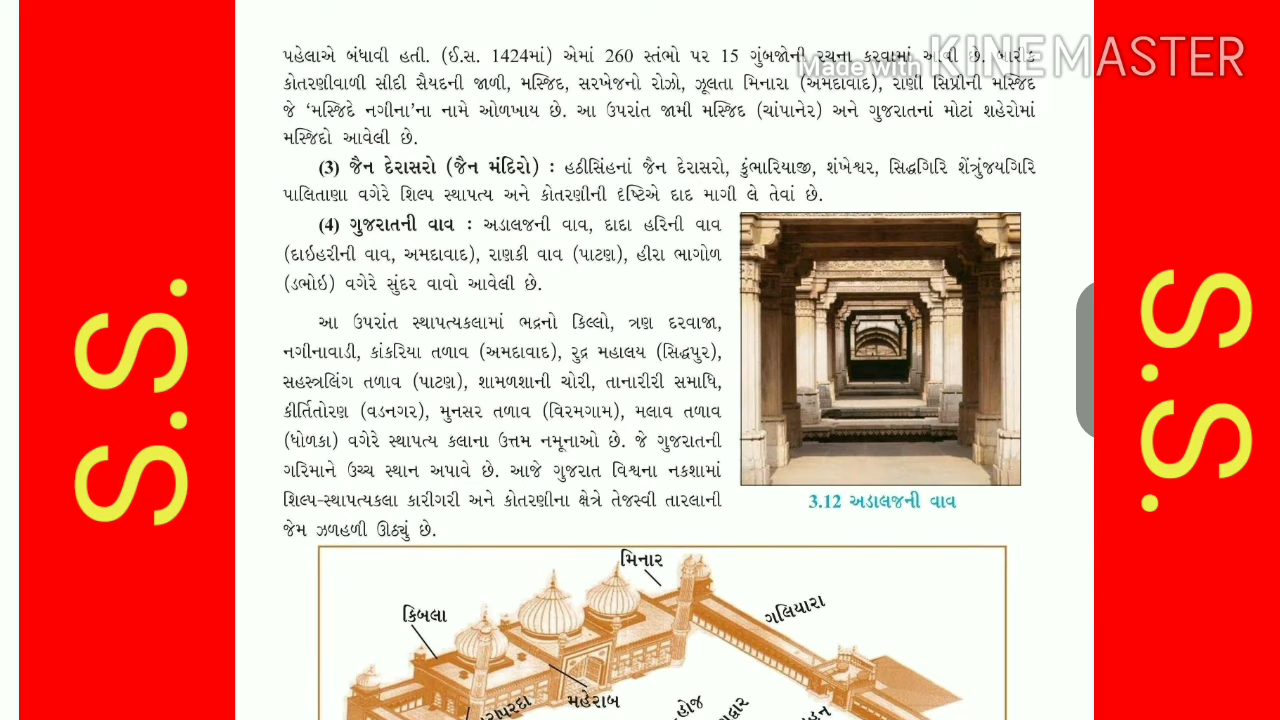 પહેલાએ બંધાવી હતી. (ઈ.સ. 1424માં) એમાં 260 સ્તંભો પર 15 ગુંબજોની રચના કરવામાં આવી છે. બારીક
Made with KINEMASTER
કોતરણીવાળી સીદી સૈયદની જાળી, મસ્જિદ, સરખેજનો રોઝો, ઝૂલતા મિનારા (અમદાવાદ), રાણી સિપ્રીની મસ્જિદ
જે ‘મસ્જિદે નગીના’ના નામે ઓળખાય છે. આ ઉપરાંત જામી મસ્જિદ (ચાંપાનેર) અને ગુજરાતનાં મોટાં શહેરોમાં
મસ્જિદો આવેલી છે.
(3) જૈન દેરાસરો (જૈન મંદિરો) : હઠીસિંહનાં જૈન દેરાસરો, કુંભારિયાજી, શંખેશ્વર, સિદ્ધગિરિ શેંત્રુંજયગિરિ
પાલિતાણા વગેરે શિલ્પ સ્થાપત્ય અને કોતરણીની દૃષ્ટિએ દાદ માગી લે તેવાં છે.
(4) ગુજરાતની વાવ : અડાલજની વાવ, દાદા હરિની વાવ
(દાઇહરીની વાવ, અમદાવાદ), રાણકી વાવ (પાટણ), હીરા ભાગોળ
(ડભોઇ) વગેરે સુંદર વાવો આવેલી છે.
આ ઉપરાંત સ્થાપત્યકલામાં ભદ્રનો કિલ્લો, ત્રણ દરવાજા,
નગીનાવાડી, કાંકરિયા તળાવ (અમદાવાદ), રુદ્ર મહાલય (સિદ્ધપુર),
સહસ્ત્રલિંગ તળાવ (પાટણ), શામળશાની ચોરી, તાનારીરી સમાધિ,
કીર્તિતોરણ (વડનગર), મુનસર તળાવ (વિરમગામ), મલાવ તળાવ
(ધોળકા) વગેરે સ્થાપત્ય કલાના ઉત્તમ નમૂનાઓ છે. જે ગુજરાતની
ગરિમાને ઉચ્ચ સ્થાન અપાવે છે. આજે ગુજરાત વિશ્વના નકશામાં
શિલ્પ-સ્થાપત્યકલા કારીગરી અને કોતરણીના ક્ષેત્રે તેજસ્વી તારલાની
જેમ ઝળહળી ઊઠ્યું છે.
3.12 અડાલજની વાવ
મિનાર
કિબલા
ગલિયારા
મહેરાબ
હોજ
S.S.
S.S.